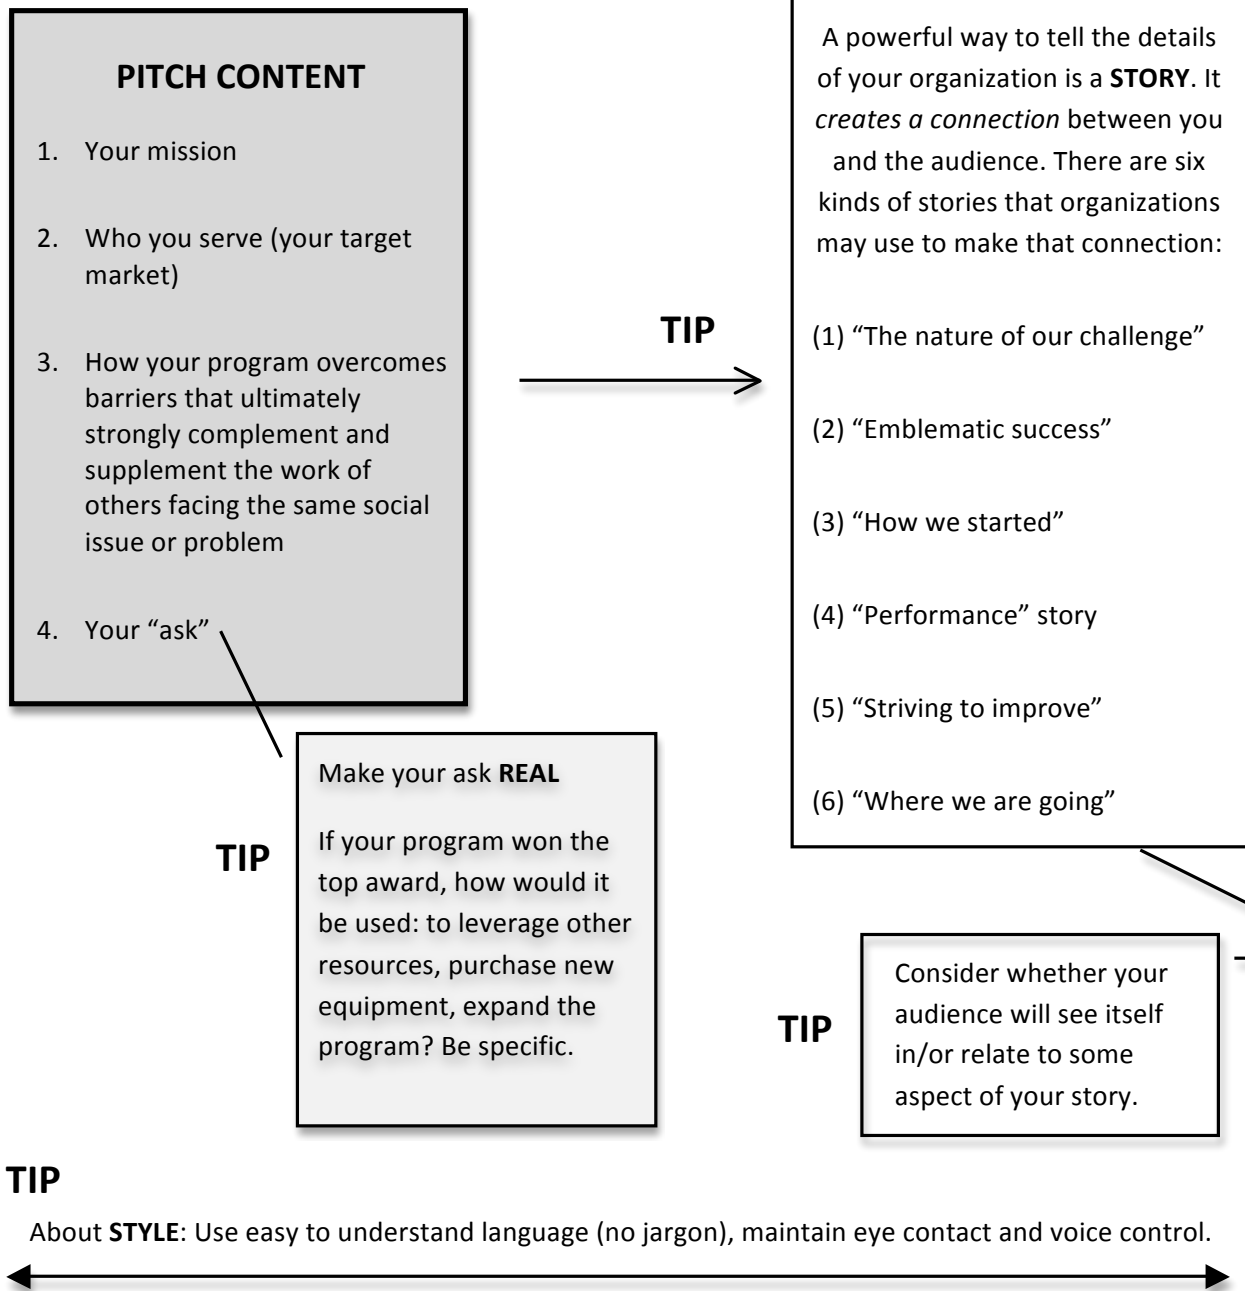 PITCH CONTENT
1. Your mission
2. Who you serve (your target
market)
3. How your program overcomes
barriers that ultimately
strongly complement and
supplement the work of
others facing the same social
issue or problem
4. Your “ask”
TIP
A powerful way to tell the details
of your organization is a STORY. It
creates a connection between you
and the audience. There are six
kinds of stories that organizations
may use to make that connection:
(1) “The nature of our challenge”
(2) “Emblematic success”
(3) “How we started”
(4) “Performance” story
(5) “Striving to improve”
(6) “Where we are going”
TIP
Make your ask REAL
If your program won the
top award, how would it
be used: to leverage other
resources, purchase new
equipment, expand the
program? Be specific.
TIP
Consider whether your
audience will see itself
in/or relate to some
aspect of your story.
TIP
About STYLE: Use easy to understand language (no jargon), maintain eye contact and voice control.